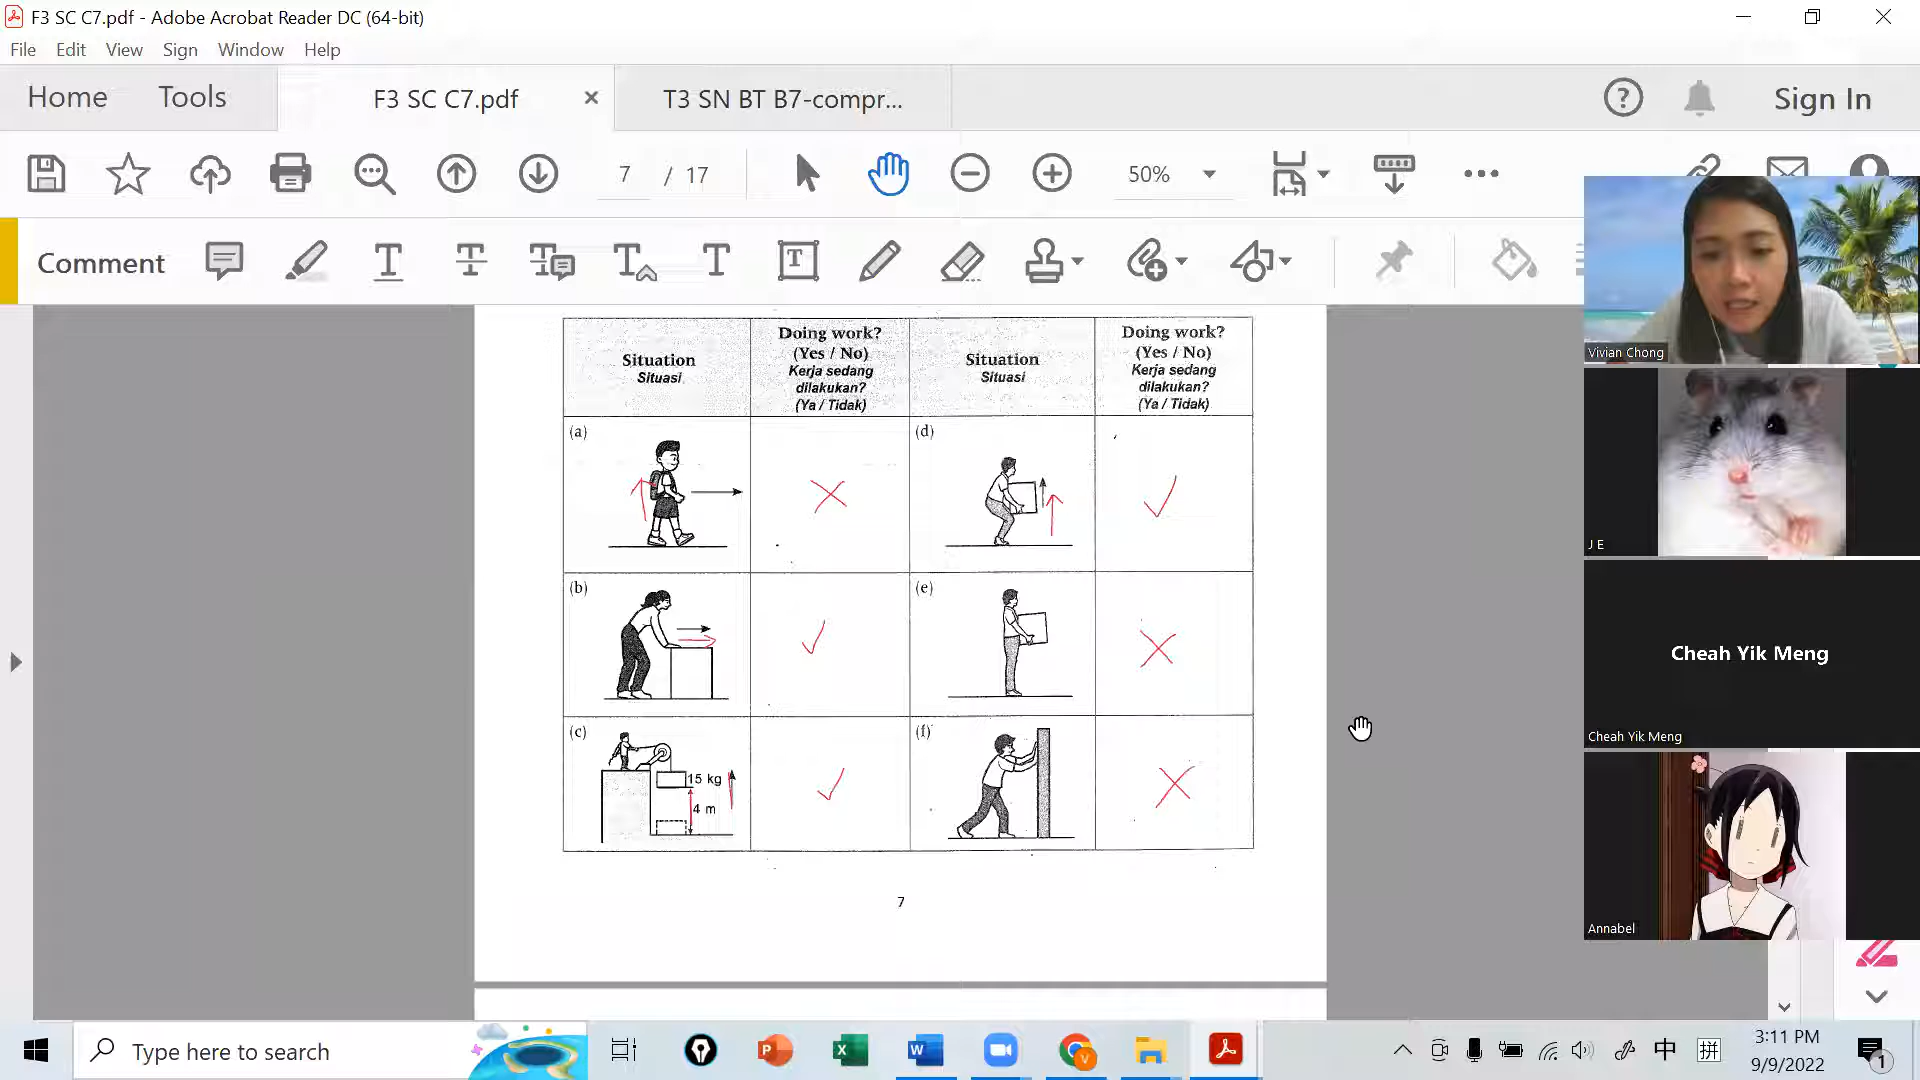 F3 SC C7.pdf - Adobe Acrobat Reader DC (64-bit)
File Edit View Sign Window Help
Home Tools F3 SC C7.pdf T3 SN BT B7-compr... Sign In
7 / 17 50%
Comment
Situation
Situasi
Doing work?
(Yes / No)
Kerja sedang
dilakukan?
(Ya / Tidak)
Situation
Situasi
Doing work?
(Yes / No)
Kerja sedang
dilakukan?
(Ya / Tidak)
(a)
(d)
(b)
(e)
(c)
15 kg
4 m
(f)
7
Vivian Chong
J E
Cheah Yik Meng
Cheah Yik Meng
Annabel
Type here to search
中 拼
3:11 PM
9/9/2022
1